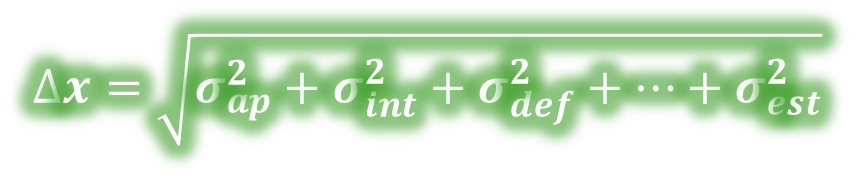 Δx = √(σ²ap + σ²int + σ²def + ⋯ + σ²est)